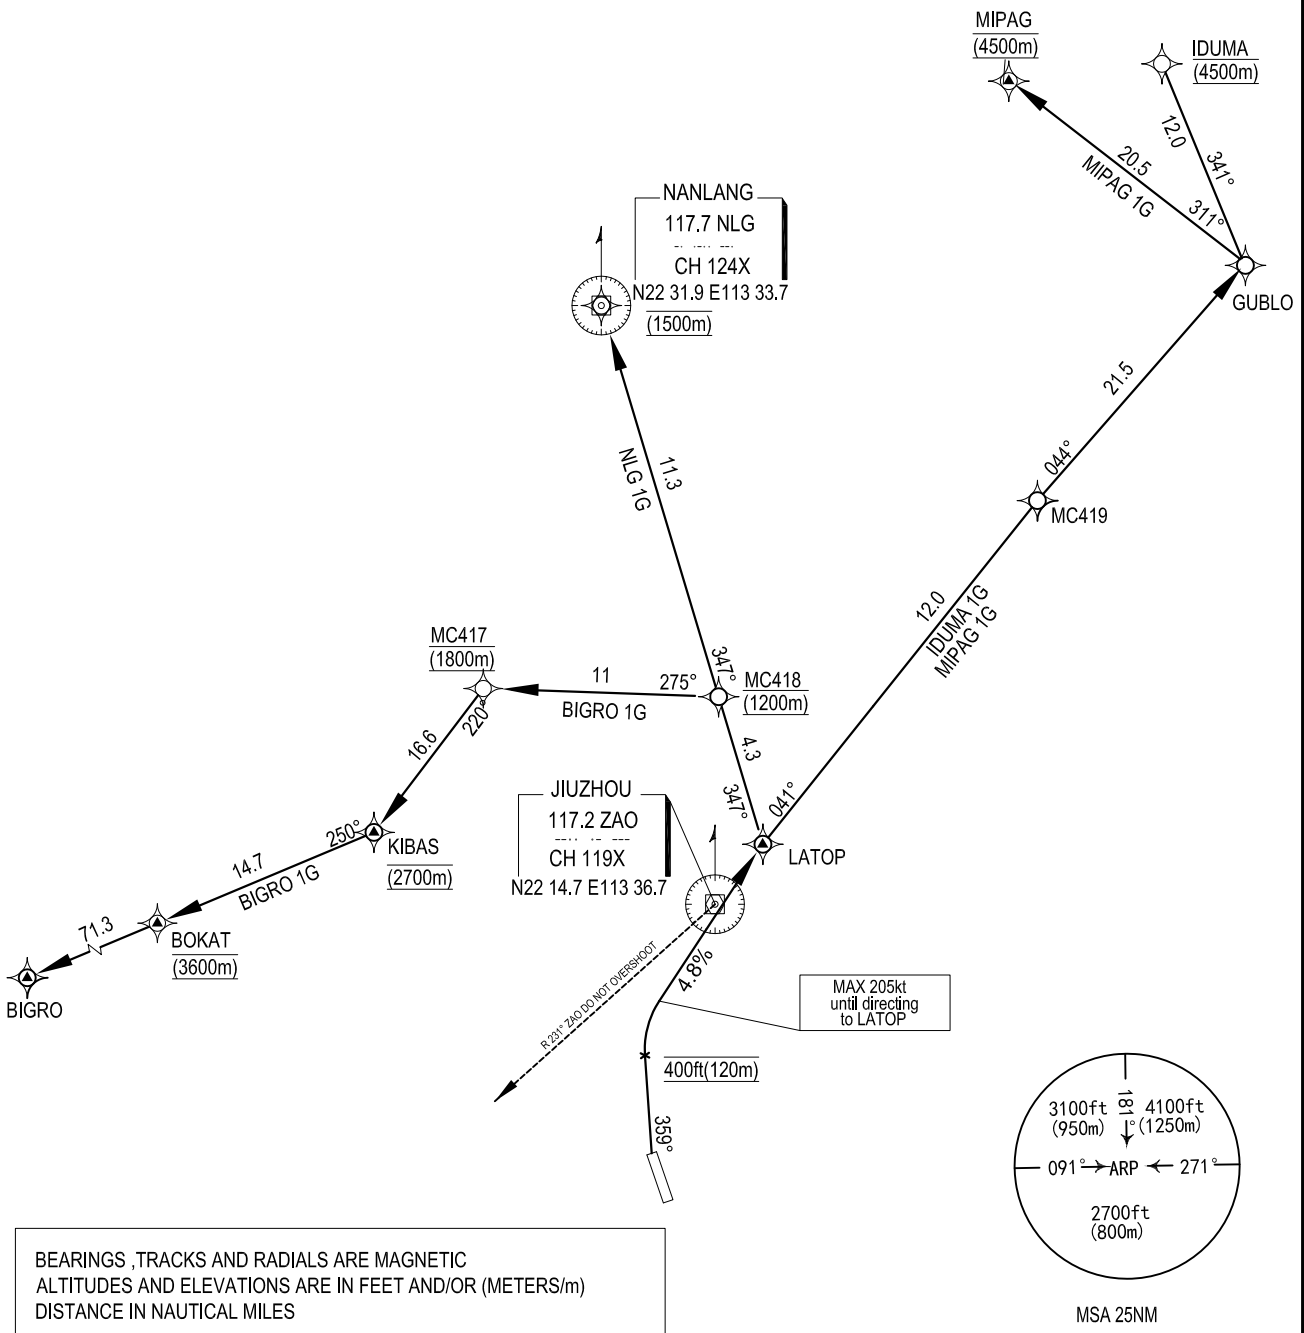 MIPAG
(4500m)
IDUMA
(4500m)
12.0
341°
20.5
MIPAG 1G
311°
GUBLO
NANLANG
117.7 NLG
CH 124X
N22 31.9 E113 33.7
(1500m)
21.5
044°
MC419
11.3
NLG 1G
12.0
IDUMA 1G
MIPAG 1G
MC417
(1800m)
11
275°
BIGRO 1G
347°
MC418
(1200m)
220°
16.6
4.3
347°
041°
LATOP
JIUZHOU
117.2 ZAO
CH 119X
N22 14.7 E113 36.7
250°
KIBAS
(2700m)
14.7
BIGRO 1G
71.3
BOKAT
(3600m)
BIGRO
R 231° ZAO DO NOT OVERSHOOT
4.8%
MAX 205kt
until directing
to LATOP
400ft(120m)
359°
3100ft
(950m)
181°
4100ft
(1250m)
091°
ARP
271°
2700ft
(800m)
MSA 25NM
BEARINGS ,TRACKS AND RADIALS ARE MAGNETIC
ALTITUDES AND ELEVATIONS ARE IN FEET AND/OR (METERS/m)
DISTANCE IN NAUTICAL MILES